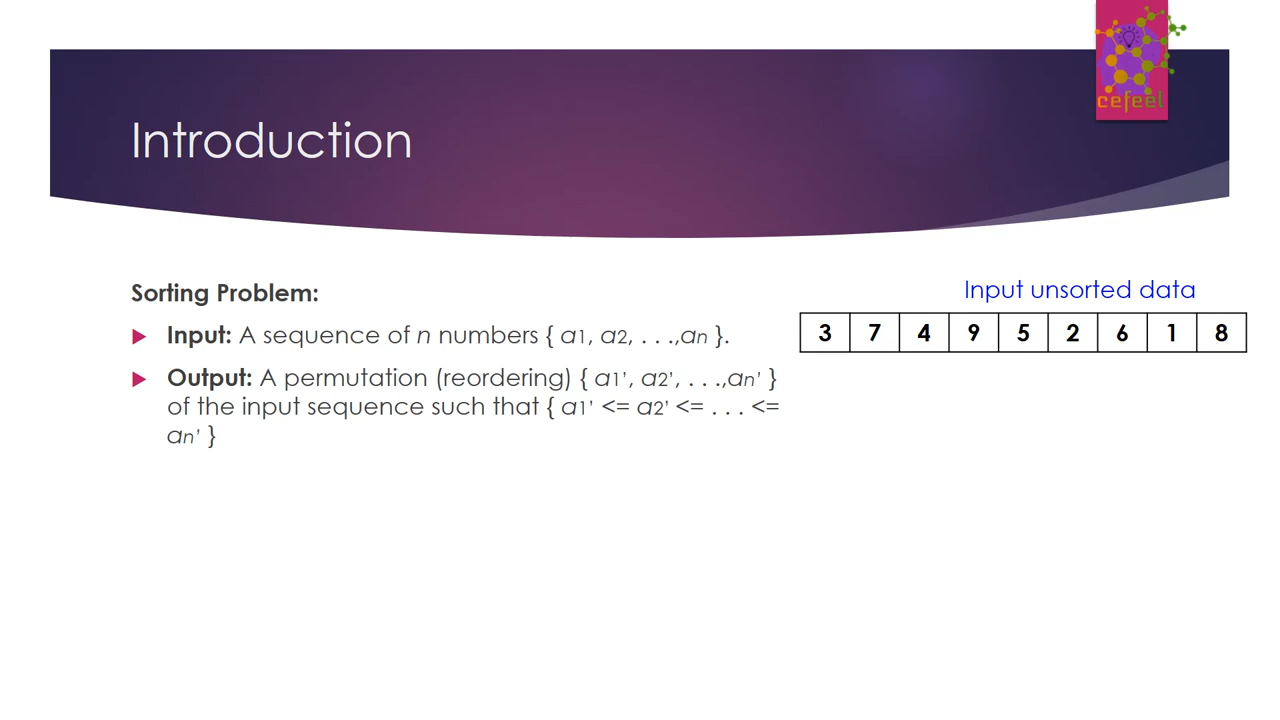 cefeel
Introduction
Sorting Problem:
Input: A sequence of n numbers { a1, a2, . . .,an }.
Output: A permutation (reordering) { a1’, a2’, . . .,an’ }
of the input sequence such that { a1’ <= a2’ <= . . . <=
an’ }
Input unsorted data
3 7 4 9 5 2 6 1 8